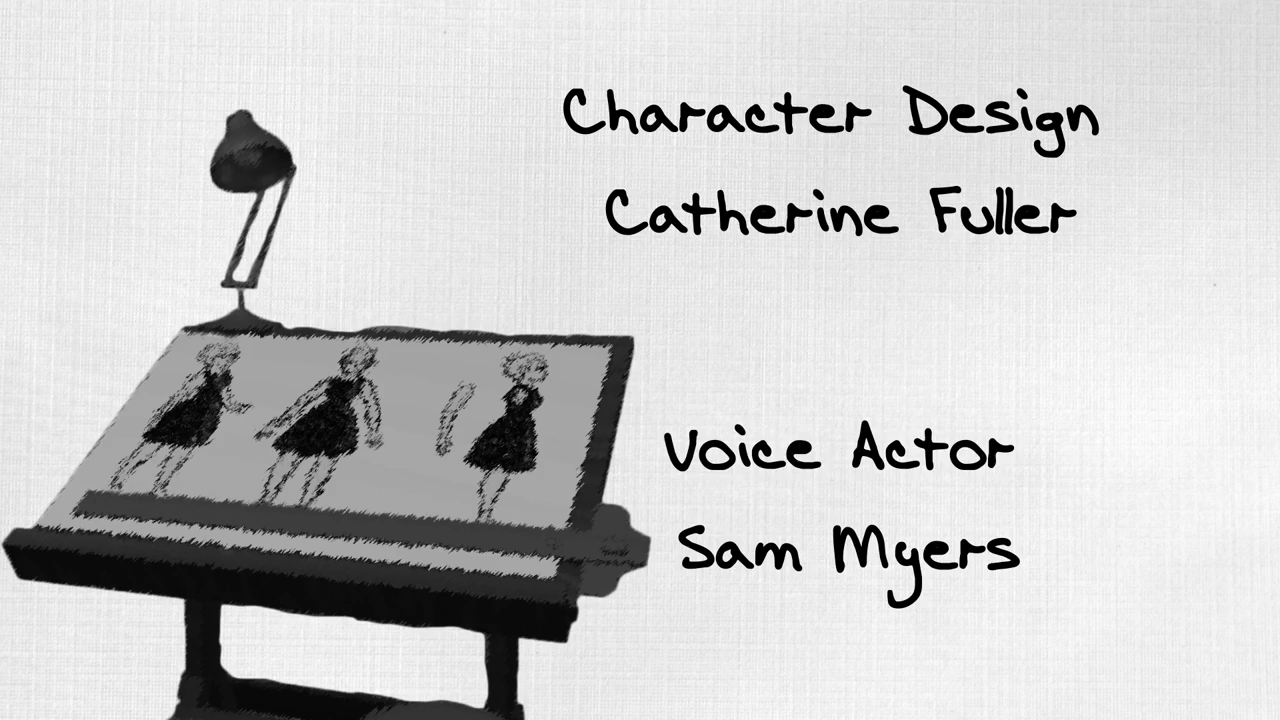 Character Design
Catherine Fuller
Voice Actor
Sam Myers